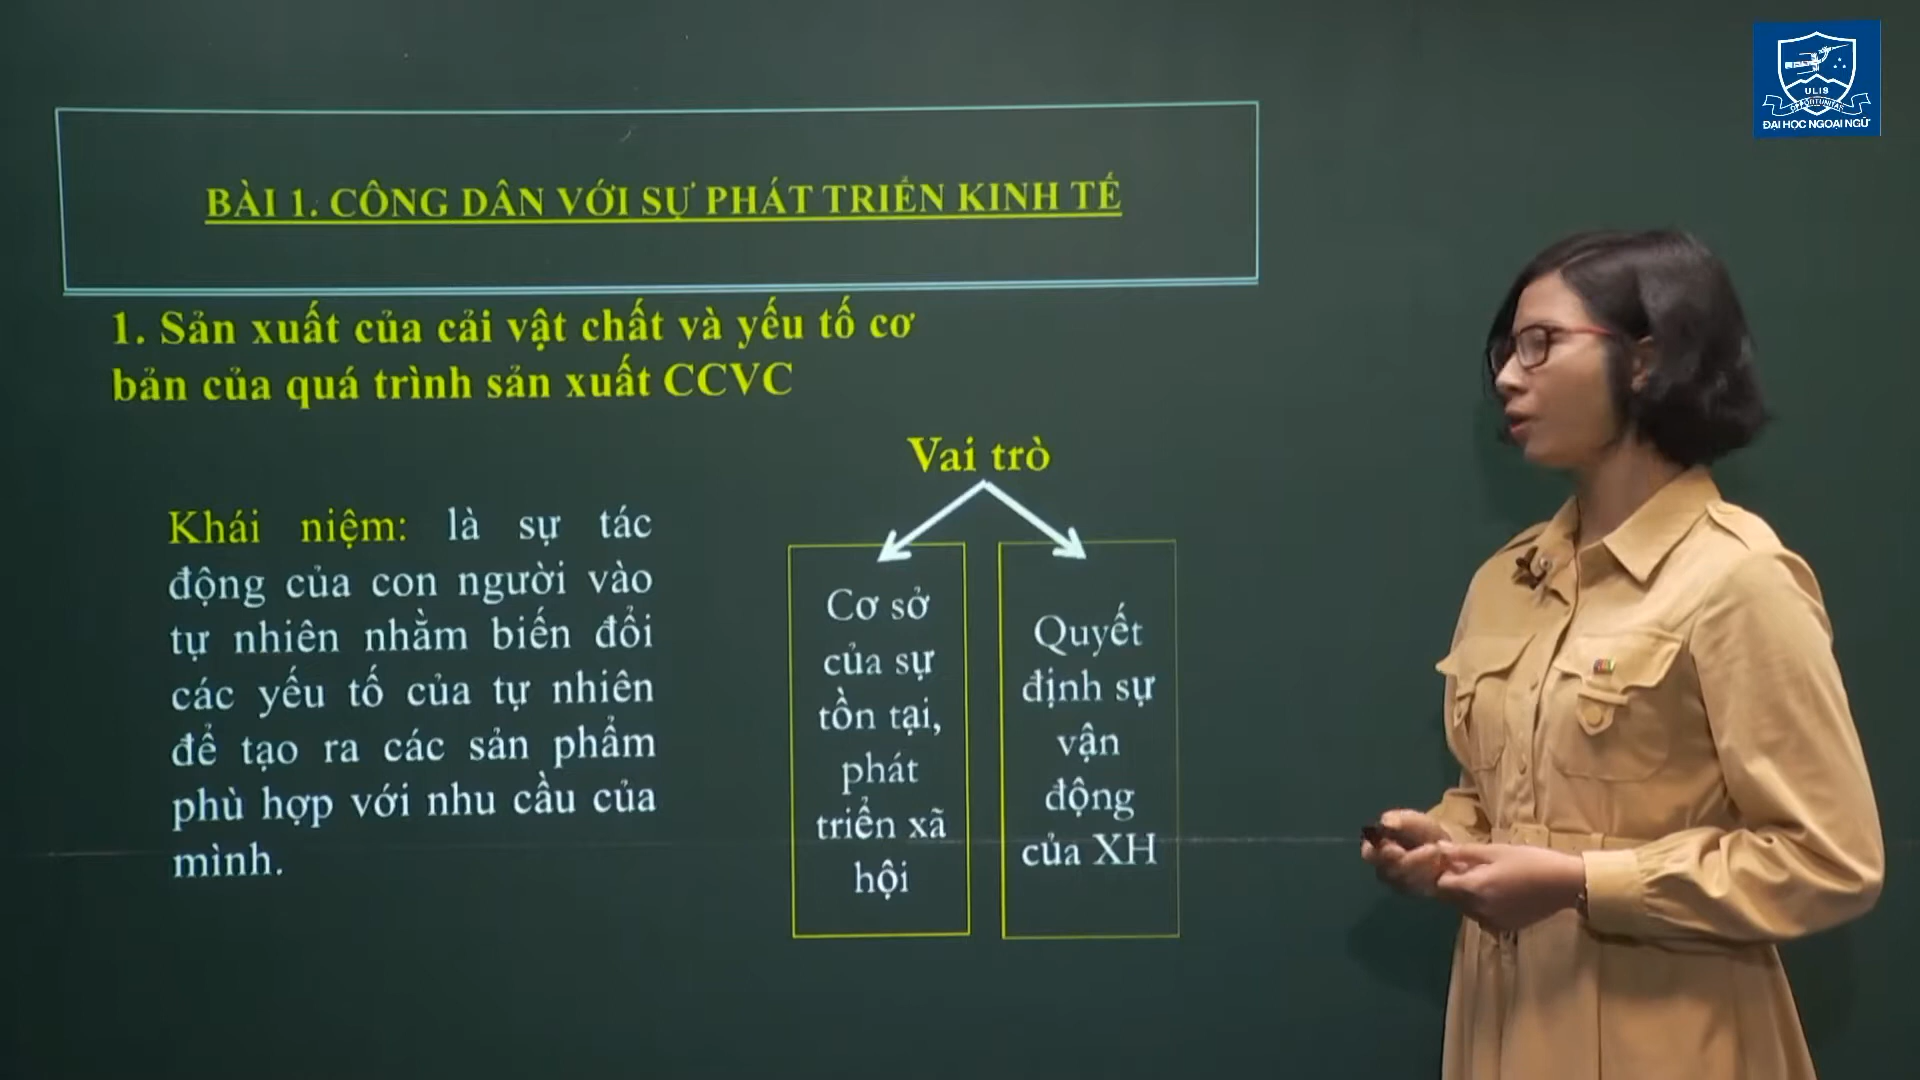 ULIS
ĐẠI HỌC NGOẠI NGỮ
BÀI 1. CÔNG DÂN VỚI SỰ PHÁT TRIỂN KINH TẾ
1. Sản xuất của cải vật chất và yếu tố cơ
bản của quá trình sản xuất CCVC
Khái niệm: là sự tác
động của con người vào
tự nhiên nhằm biến đổi
các yếu tố của tự nhiên
để tạo ra các sản phẩm
phù hợp với nhu cầu của
mình.
Vai trò
Cơ sở
của sự
tồn tại,
phát
triển xã
hội
Quyết
định sự
vận
động
của XH